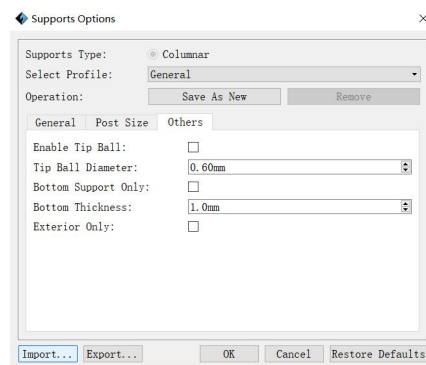 Supports Options
Supports Type: Columnar
Select Profile: General
Operation: Save As New Remove
General Post Size Others
Enable Tip Ball:
Tip Ball Diameter: 0.60mm
Bottom Support Only:
Bottom Thickness: 1.0mm
Exterior Only:
Import... Export... OK Cancel Restore Defaults